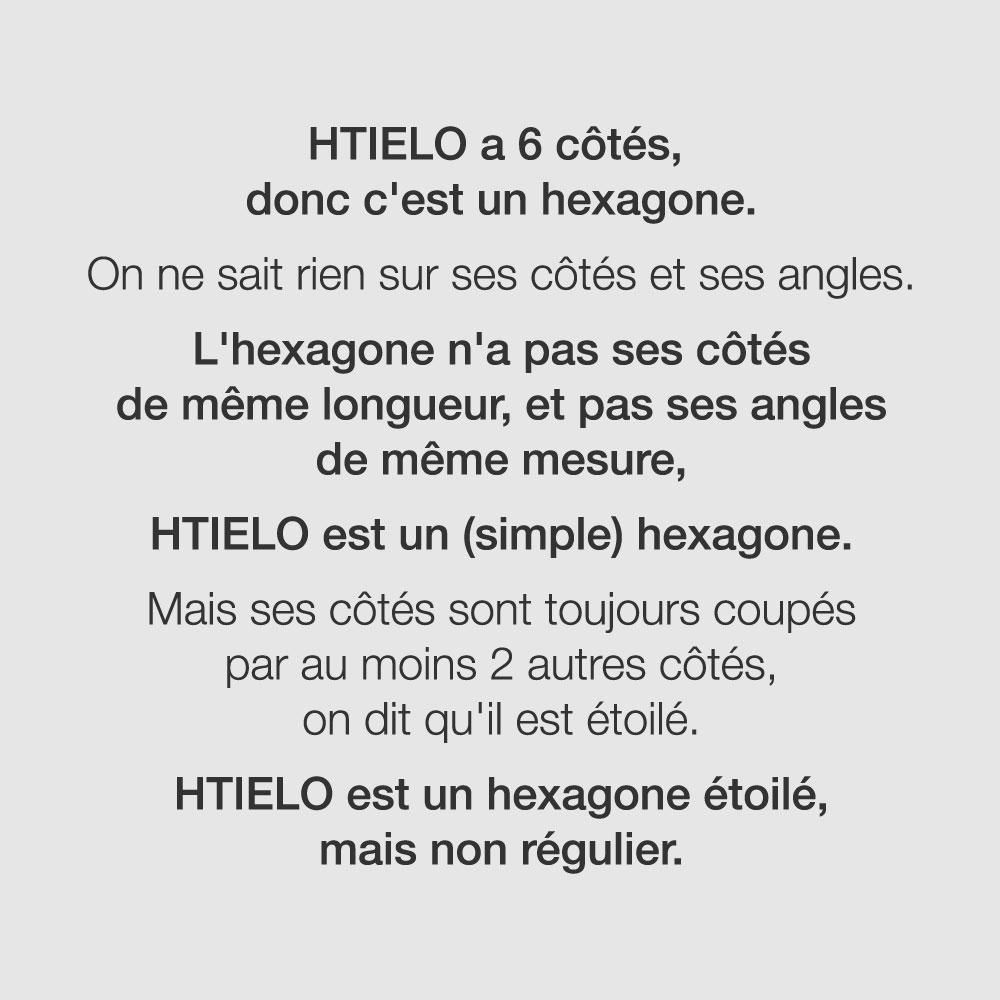 HTIELO a 6 côtés,
donc c'est un hexagone.
On ne sait rien sur ses côtés et ses angles.
L'hexagone n'a pas ses côtés
de même longueur, et pas ses angles
de même mesure,
HTIELO est un (simple) hexagone.
Mais ses côtés sont toujours coupés
par au moins 2 autres côtés,
on dit qu'il est étoilé.
HTIELO est un hexagone étoilé,
mais non régulier.